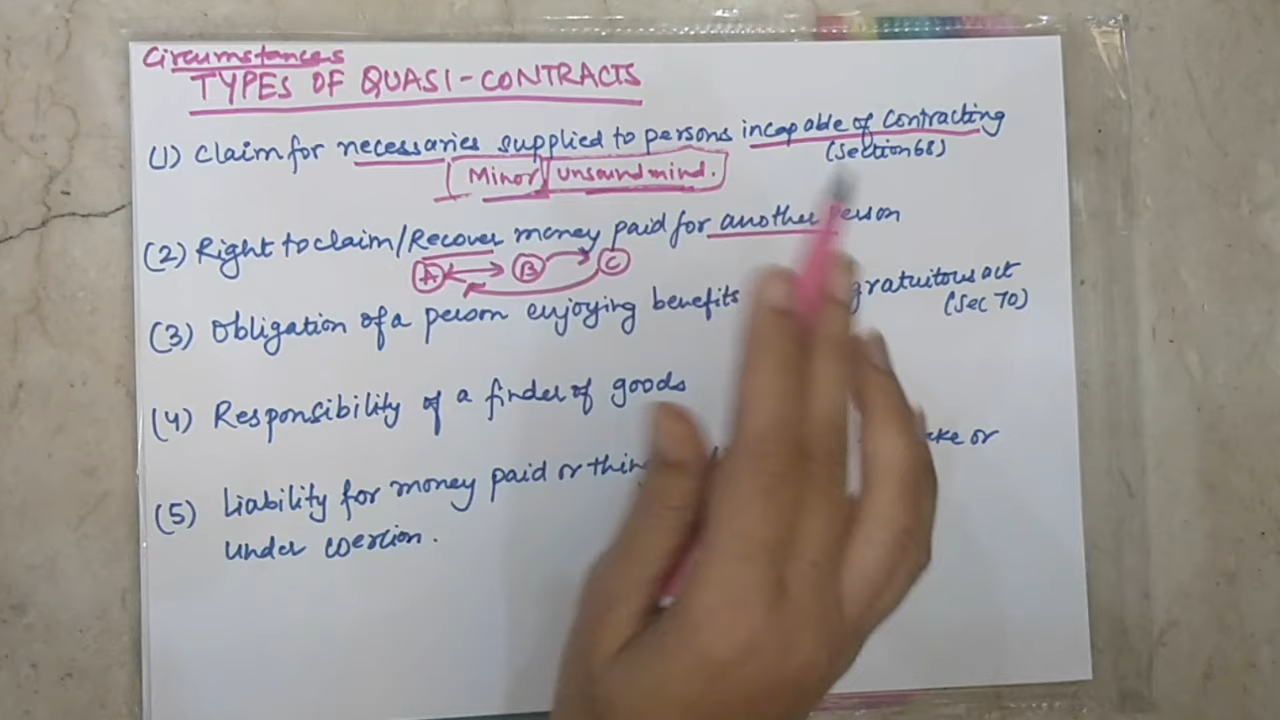 Circumstances
TYPES OF QUASI-CONTRACTS
(1) Claim for necessaries supplied to persons incapable of contracting
(Section 68)
Minor unsound mind.
(2) Right to claim/Recover money paid for another person
A B C
(3) Obligation of a person enjoying benefits gratuitous act
(Sec 70)
(4) Responsibility of a finder of goods
(5) Liability for money paid or or
under coercion.